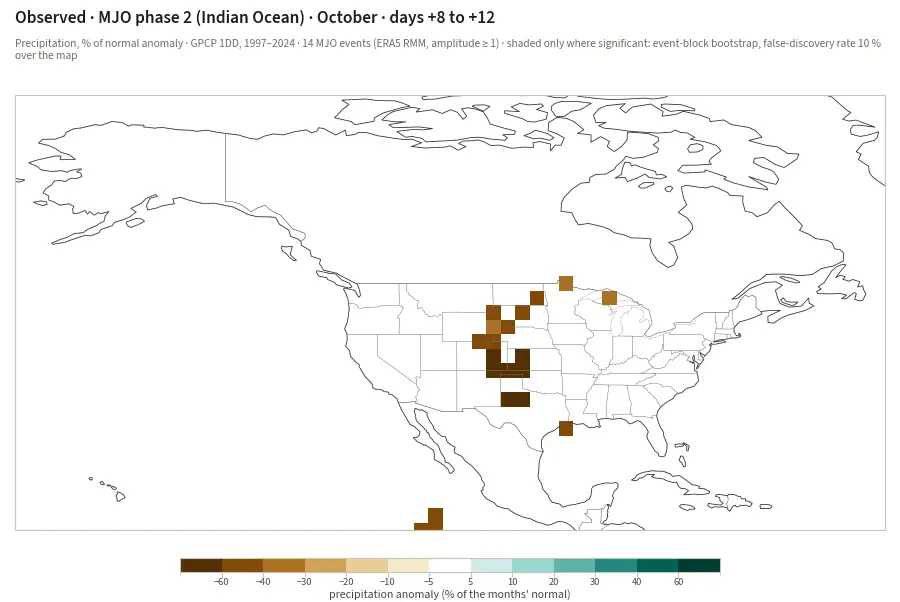 Observed · MJO phase 2 (Indian Ocean) · October · days +8 to +12
Precipitation, % of normal anomaly · GPCP 1DD, 1997–2024 · 14 MJO events (ERA5 RMM, amplitude ≥ 1) · shaded only where significant: event-block bootstrap, false-discovery rate 10 %
over the map
−60 −40 −30 −20 −10 −5 5 10 20 30 40 60
precipitation anomaly (% of the months' normal)